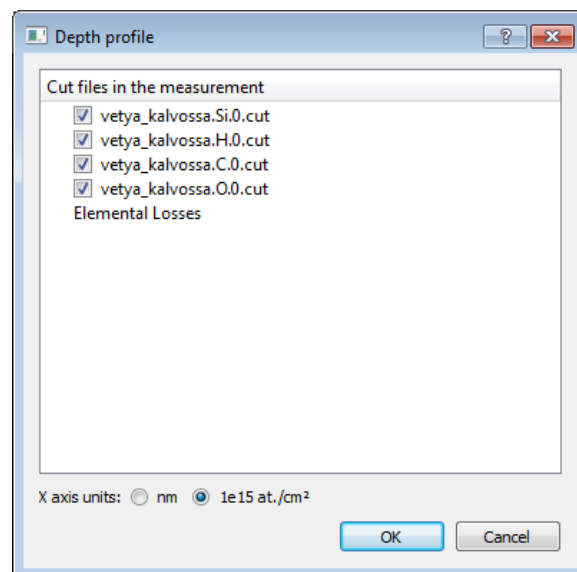 Depth profile
Cut files in the measurement
vetya_kalvossa.Si.0.cut
vetya_kalvossa.H.0.cut
vetya_kalvossa.C.0.cut
vetya_kalvossa.O.0.cut
Elemental Losses
X axis units: nm 1e15 at./cm²
OK Cancel